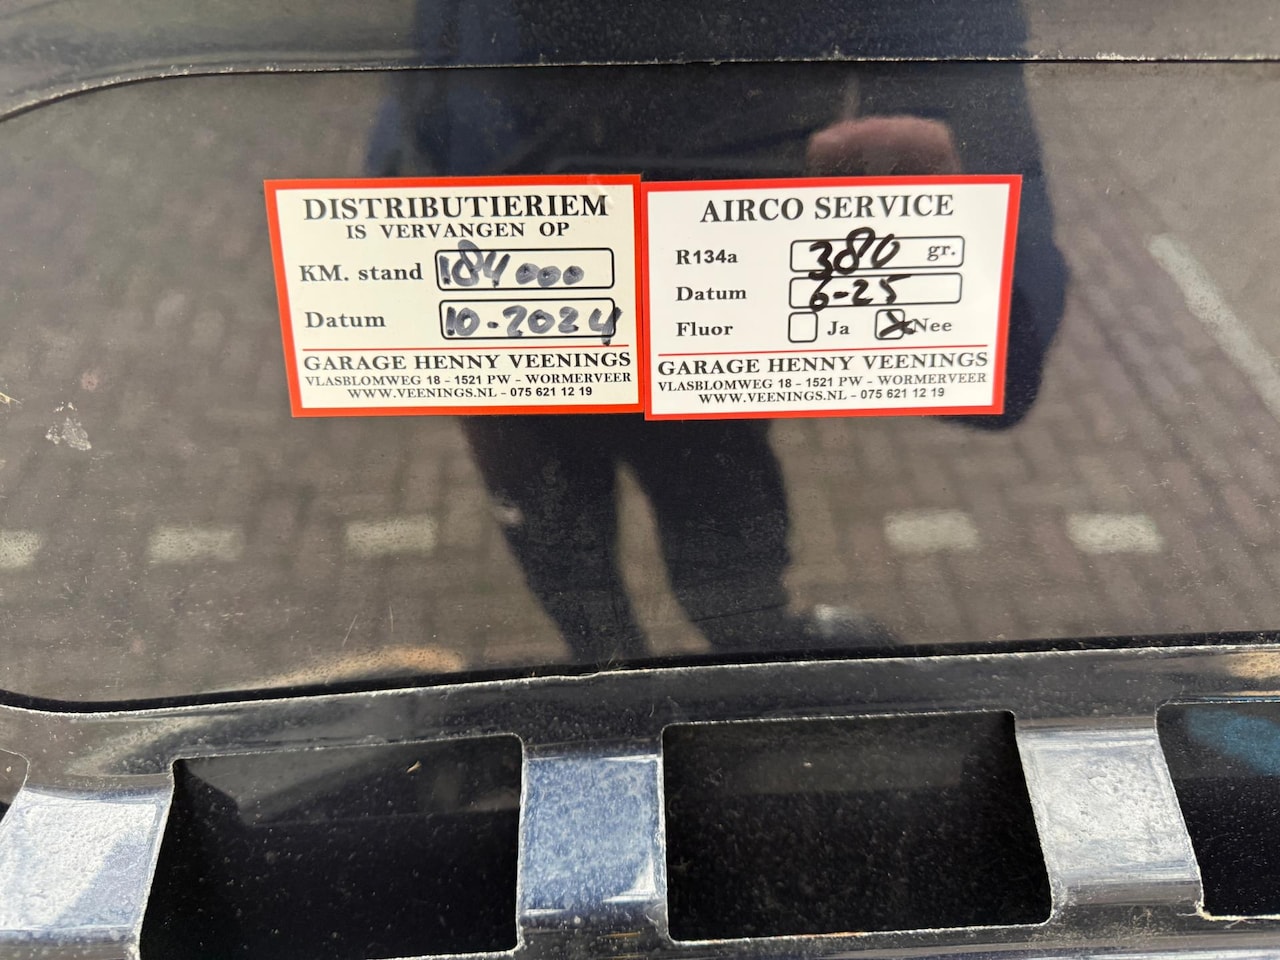 DISTRIBUTIERIEM
IS VERVANGEN OP
KM. stand 184000
Datum 10-2024
GARAGE HENNY VEENINGS
VLASBLOMWEG 18 - 1521 PW - WORMERVEER
WWW.VEENINGS.NL - 075 621 12 19
AIRCO SERVICE
R134a 380 gr.
Datum 6-25
Fluor Ja Nee
GARAGE HENNY VEENINGS
VLASBLOMWEG 18 - 1521 PW - WORMERVEER
WWW.VEENINGS.NL - 075 621 12 19